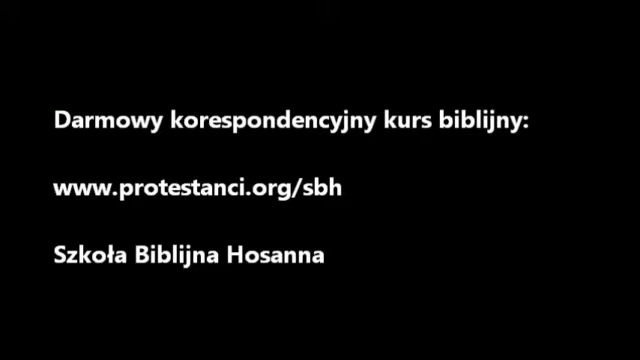 Darmowy korespondencyjny kurs biblijny:
www.protestanci.org/sbh
Szkoła Biblijna Hosanna